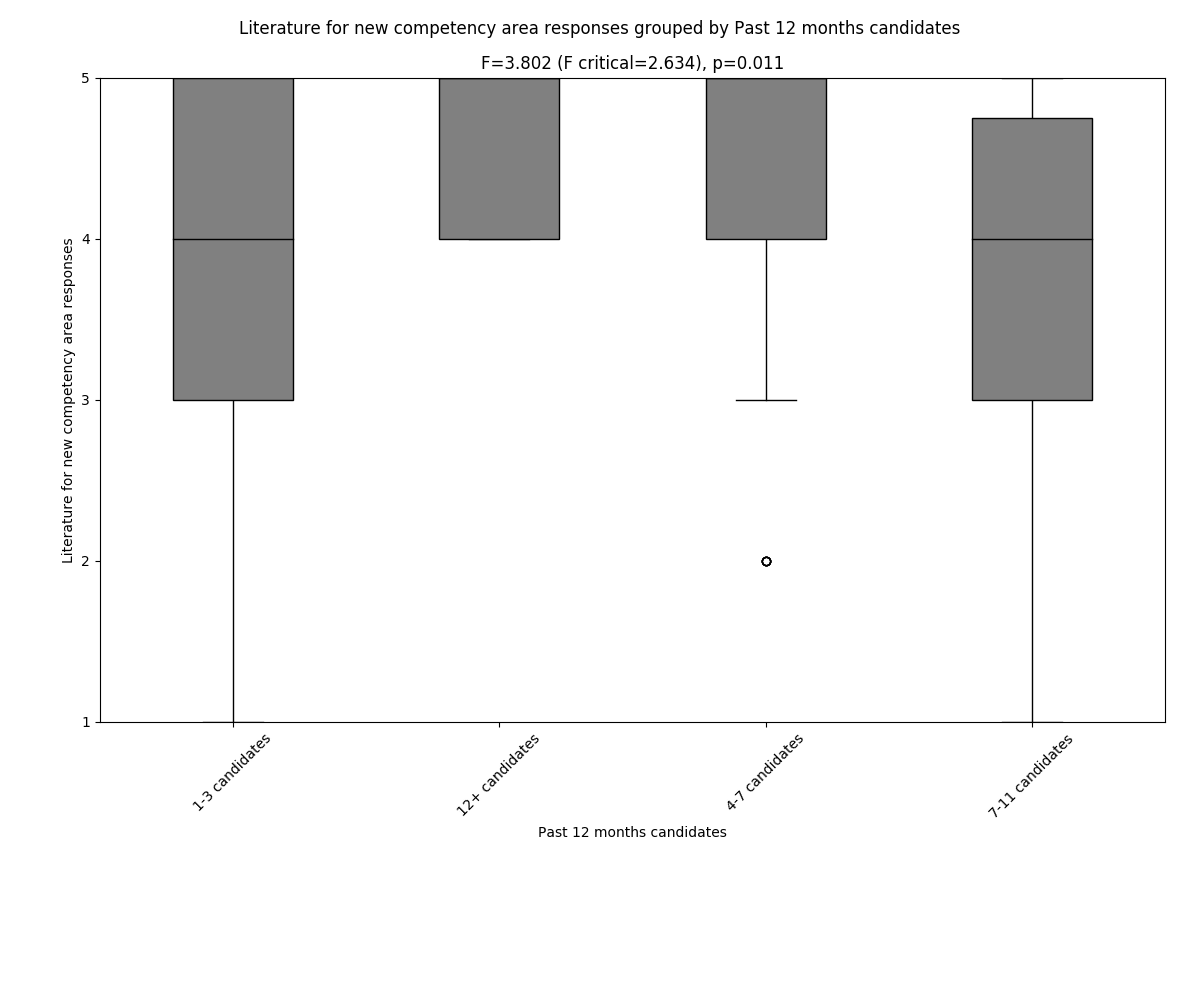 Literature for new competency area responses grouped by Past 12 months candidates
F=3.802 (F critical=2.634), p=0.011
Literature for new competency area responses
5
4
3
2
1
1-3 candidates
12+ candidates
4-7 candidates
7-11 candidates
Past 12 months candidates